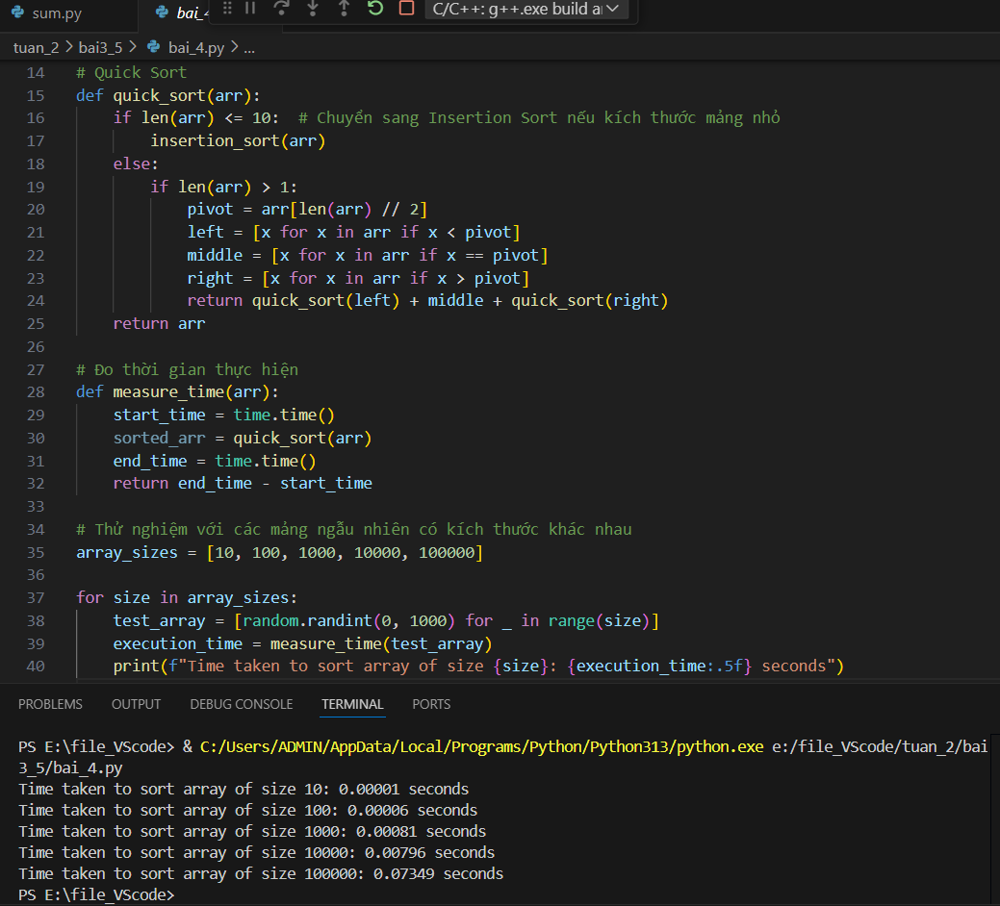 sum.py
bai_4
C/C++: g++.exe build a
tuan_2 > bai3_5 > bai_4.py > ...
14 # Quick Sort
15 def quick_sort(arr):
16     if len(arr) <= 10:  # Chuyển sang Insertion Sort nếu kích thước mảng nhỏ
17         insertion_sort(arr)
18     else:
19         if len(arr) > 1:
20             pivot = arr[len(arr) // 2]
21             left = [x for x in arr if x < pivot]
22             middle = [x for x in arr if x == pivot]
23             right = [x for x in arr if x > pivot]
24             return quick_sort(left) + middle + quick_sort(right)
25     return arr
26
27 # Đo thời gian thực hiện
28 def measure_time(arr):
29     start_time = time.time()
30     sorted_arr = quick_sort(arr)
31     end_time = time.time()
32     return end_time - start_time
33
34 # Thử nghiệm với các mảng ngẫu nhiên có kích thước khác nhau
35 array_sizes = [10, 100, 1000, 10000, 100000]
36
37 for size in array_sizes:
38     test_array = [random.randint(0, 1000) for _ in range(size)]
39     execution_time = measure_time(test_array)
40     print(f"Time taken to sort array of size {size}: {execution_time:.5f} seconds")
PROBLEMS OUTPUT DEBUG CONSOLE TERMINAL PORTS
PS E:\file_VScode> & C:/Users/ADMIN/AppData/Local/Programs/Python/Python313/python.exe e:/file_VScode/tuan_2/bai
3_5/bai_4.py
Time taken to sort array of size 10: 0.00001 seconds
Time taken to sort array of size 100: 0.00006 seconds
Time taken to sort array of size 1000: 0.00081 seconds
Time taken to sort array of size 10000: 0.00796 seconds
Time taken to sort array of size 100000: 0.07349 seconds
PS E:\file_VScode>